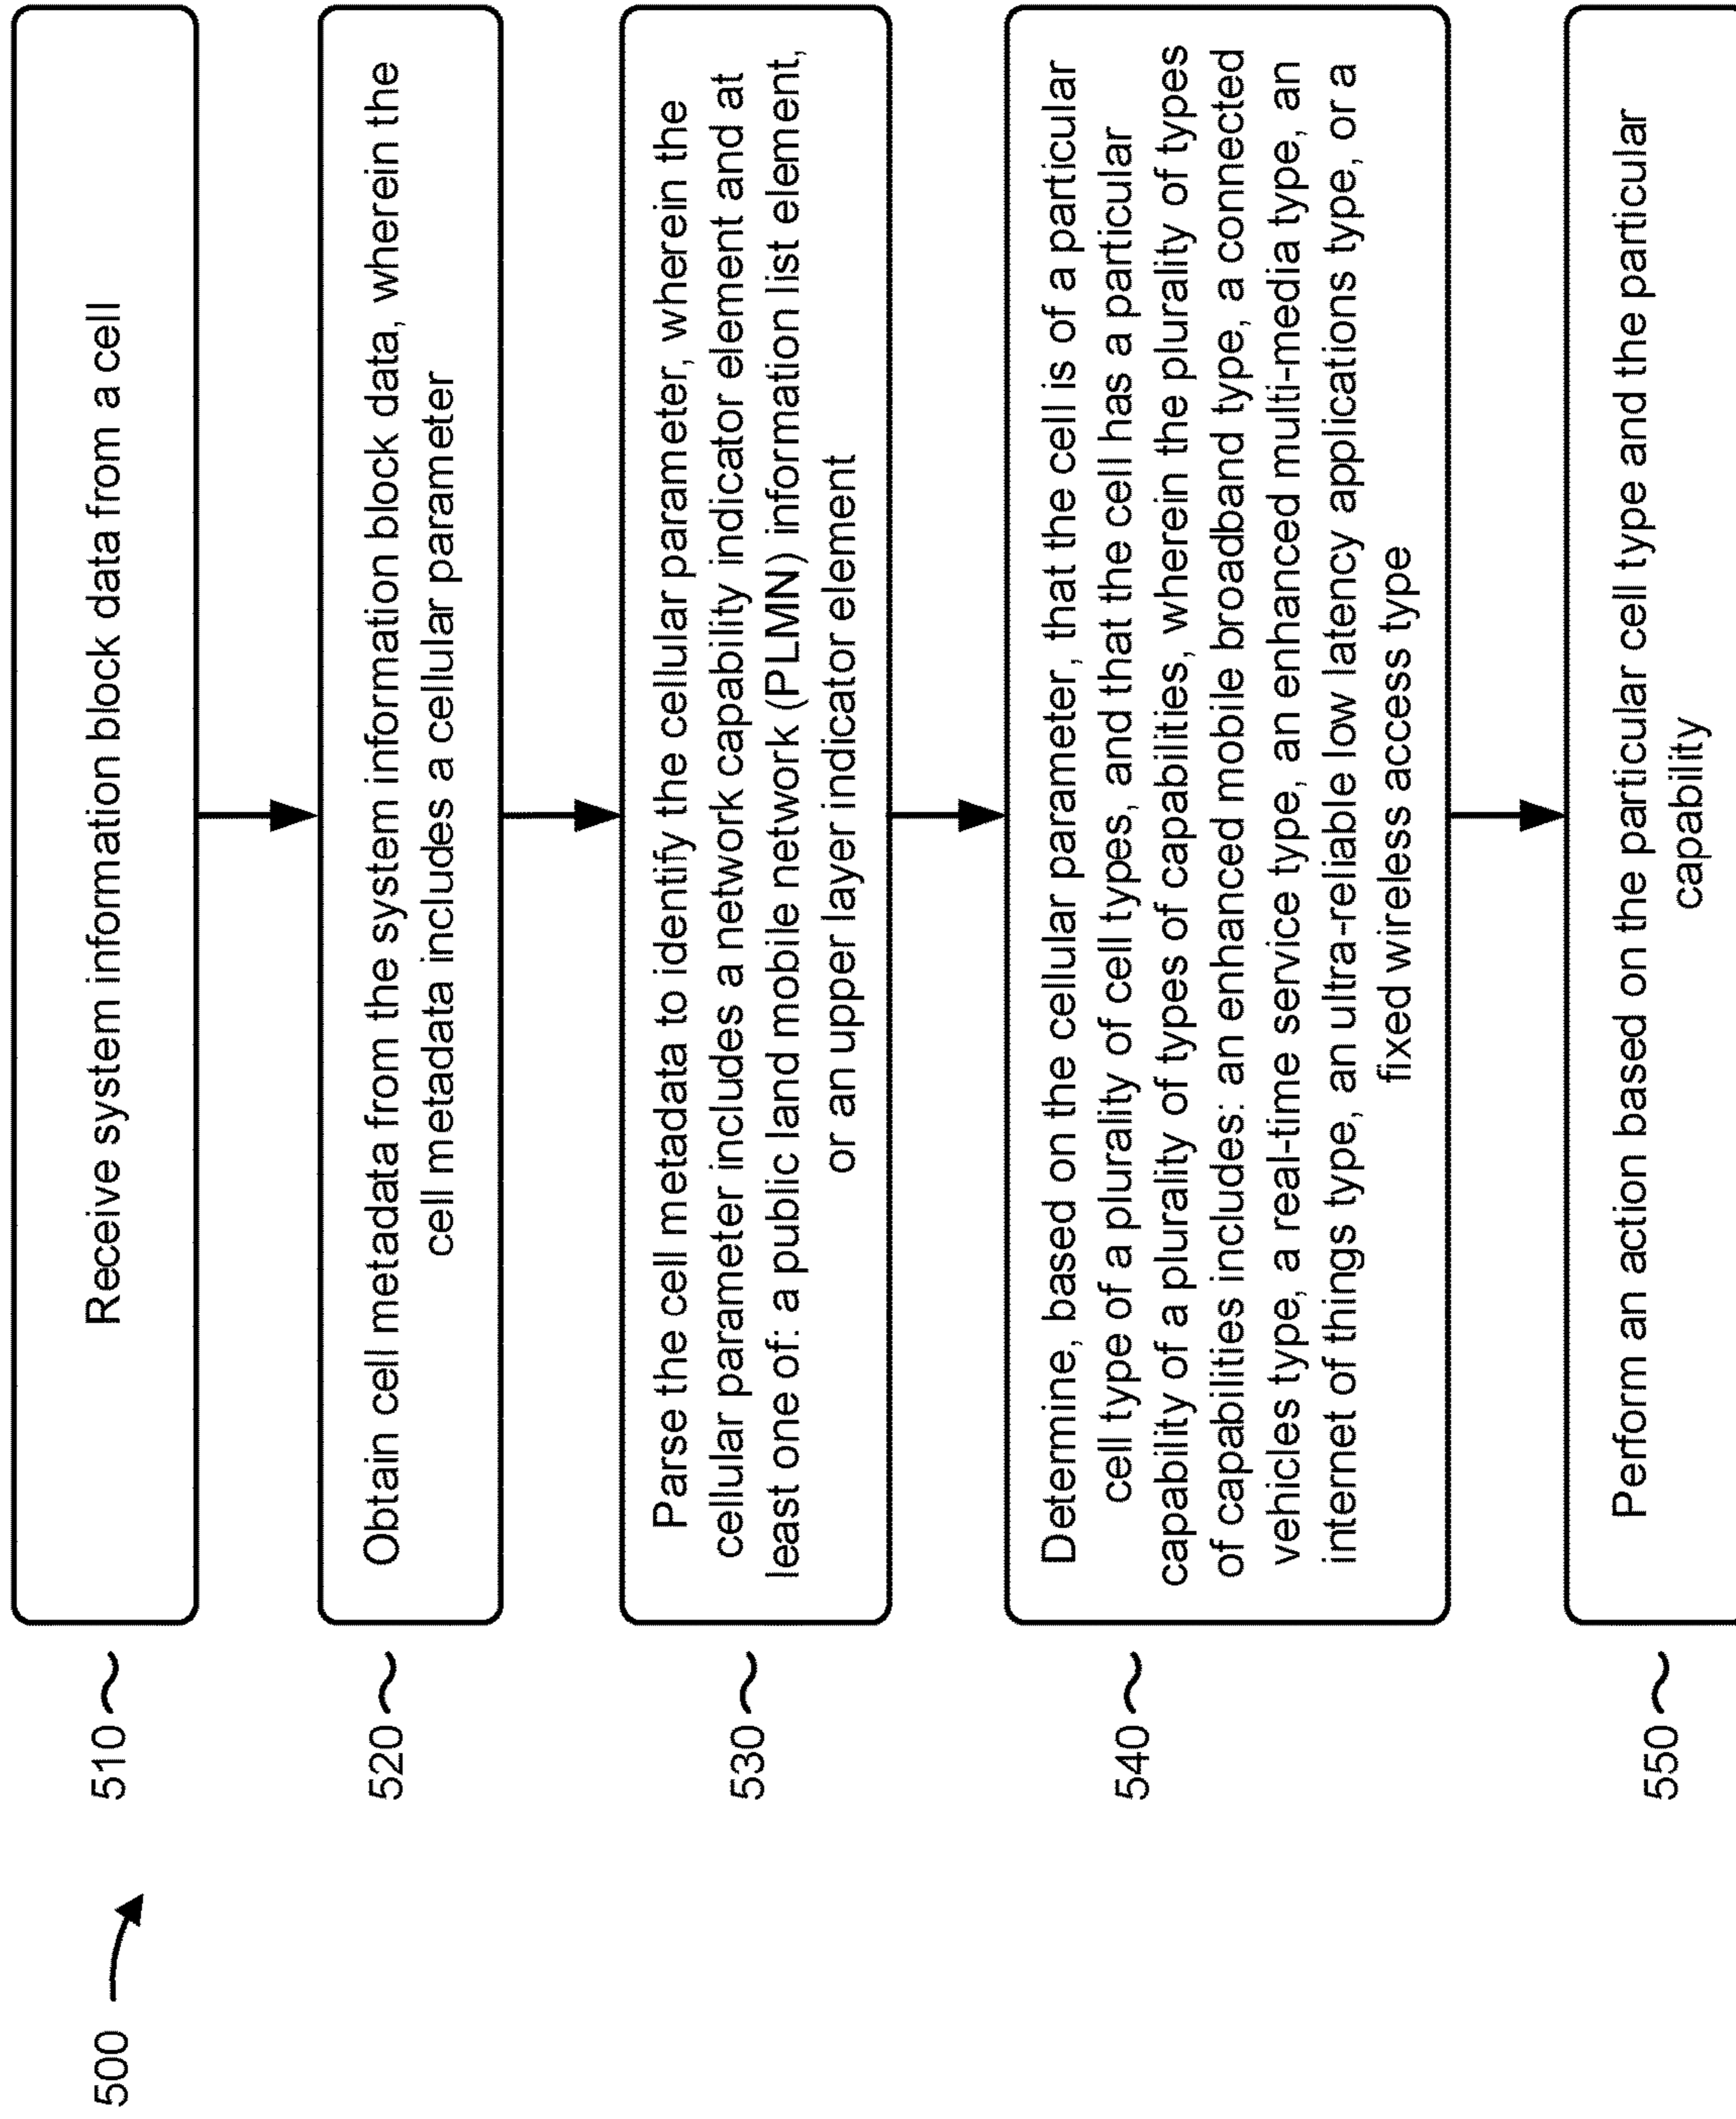 500
510
Receive system information block data from a cell
520
Obtain cell metadata from the system information block data, wherein the
cell metadata includes a cellular parameter
530
Parse the cell metadata to identify the cellular parameter, wherein the
cellular parameter includes a network capability indicator element and at
least one of: a public land mobile network (PLMN) information list element,
or an upper layer indicator element
540
Determine, based on the cellular parameter, that the cell is of a particular
cell type of a plurality of cell types, and that the cell has a particular
capability of a plurality of types of capabilities, wherein the plurality of types
of capabilities includes: an enhanced mobile broadband type, a connected
vehicles type, a real-time service type, an enhanced multi-media type, an
internet of things type, an ultra-reliable low latency applications type, or a
fixed wireless access type
550
Perform an action based on the particular cell type and the particular
capability